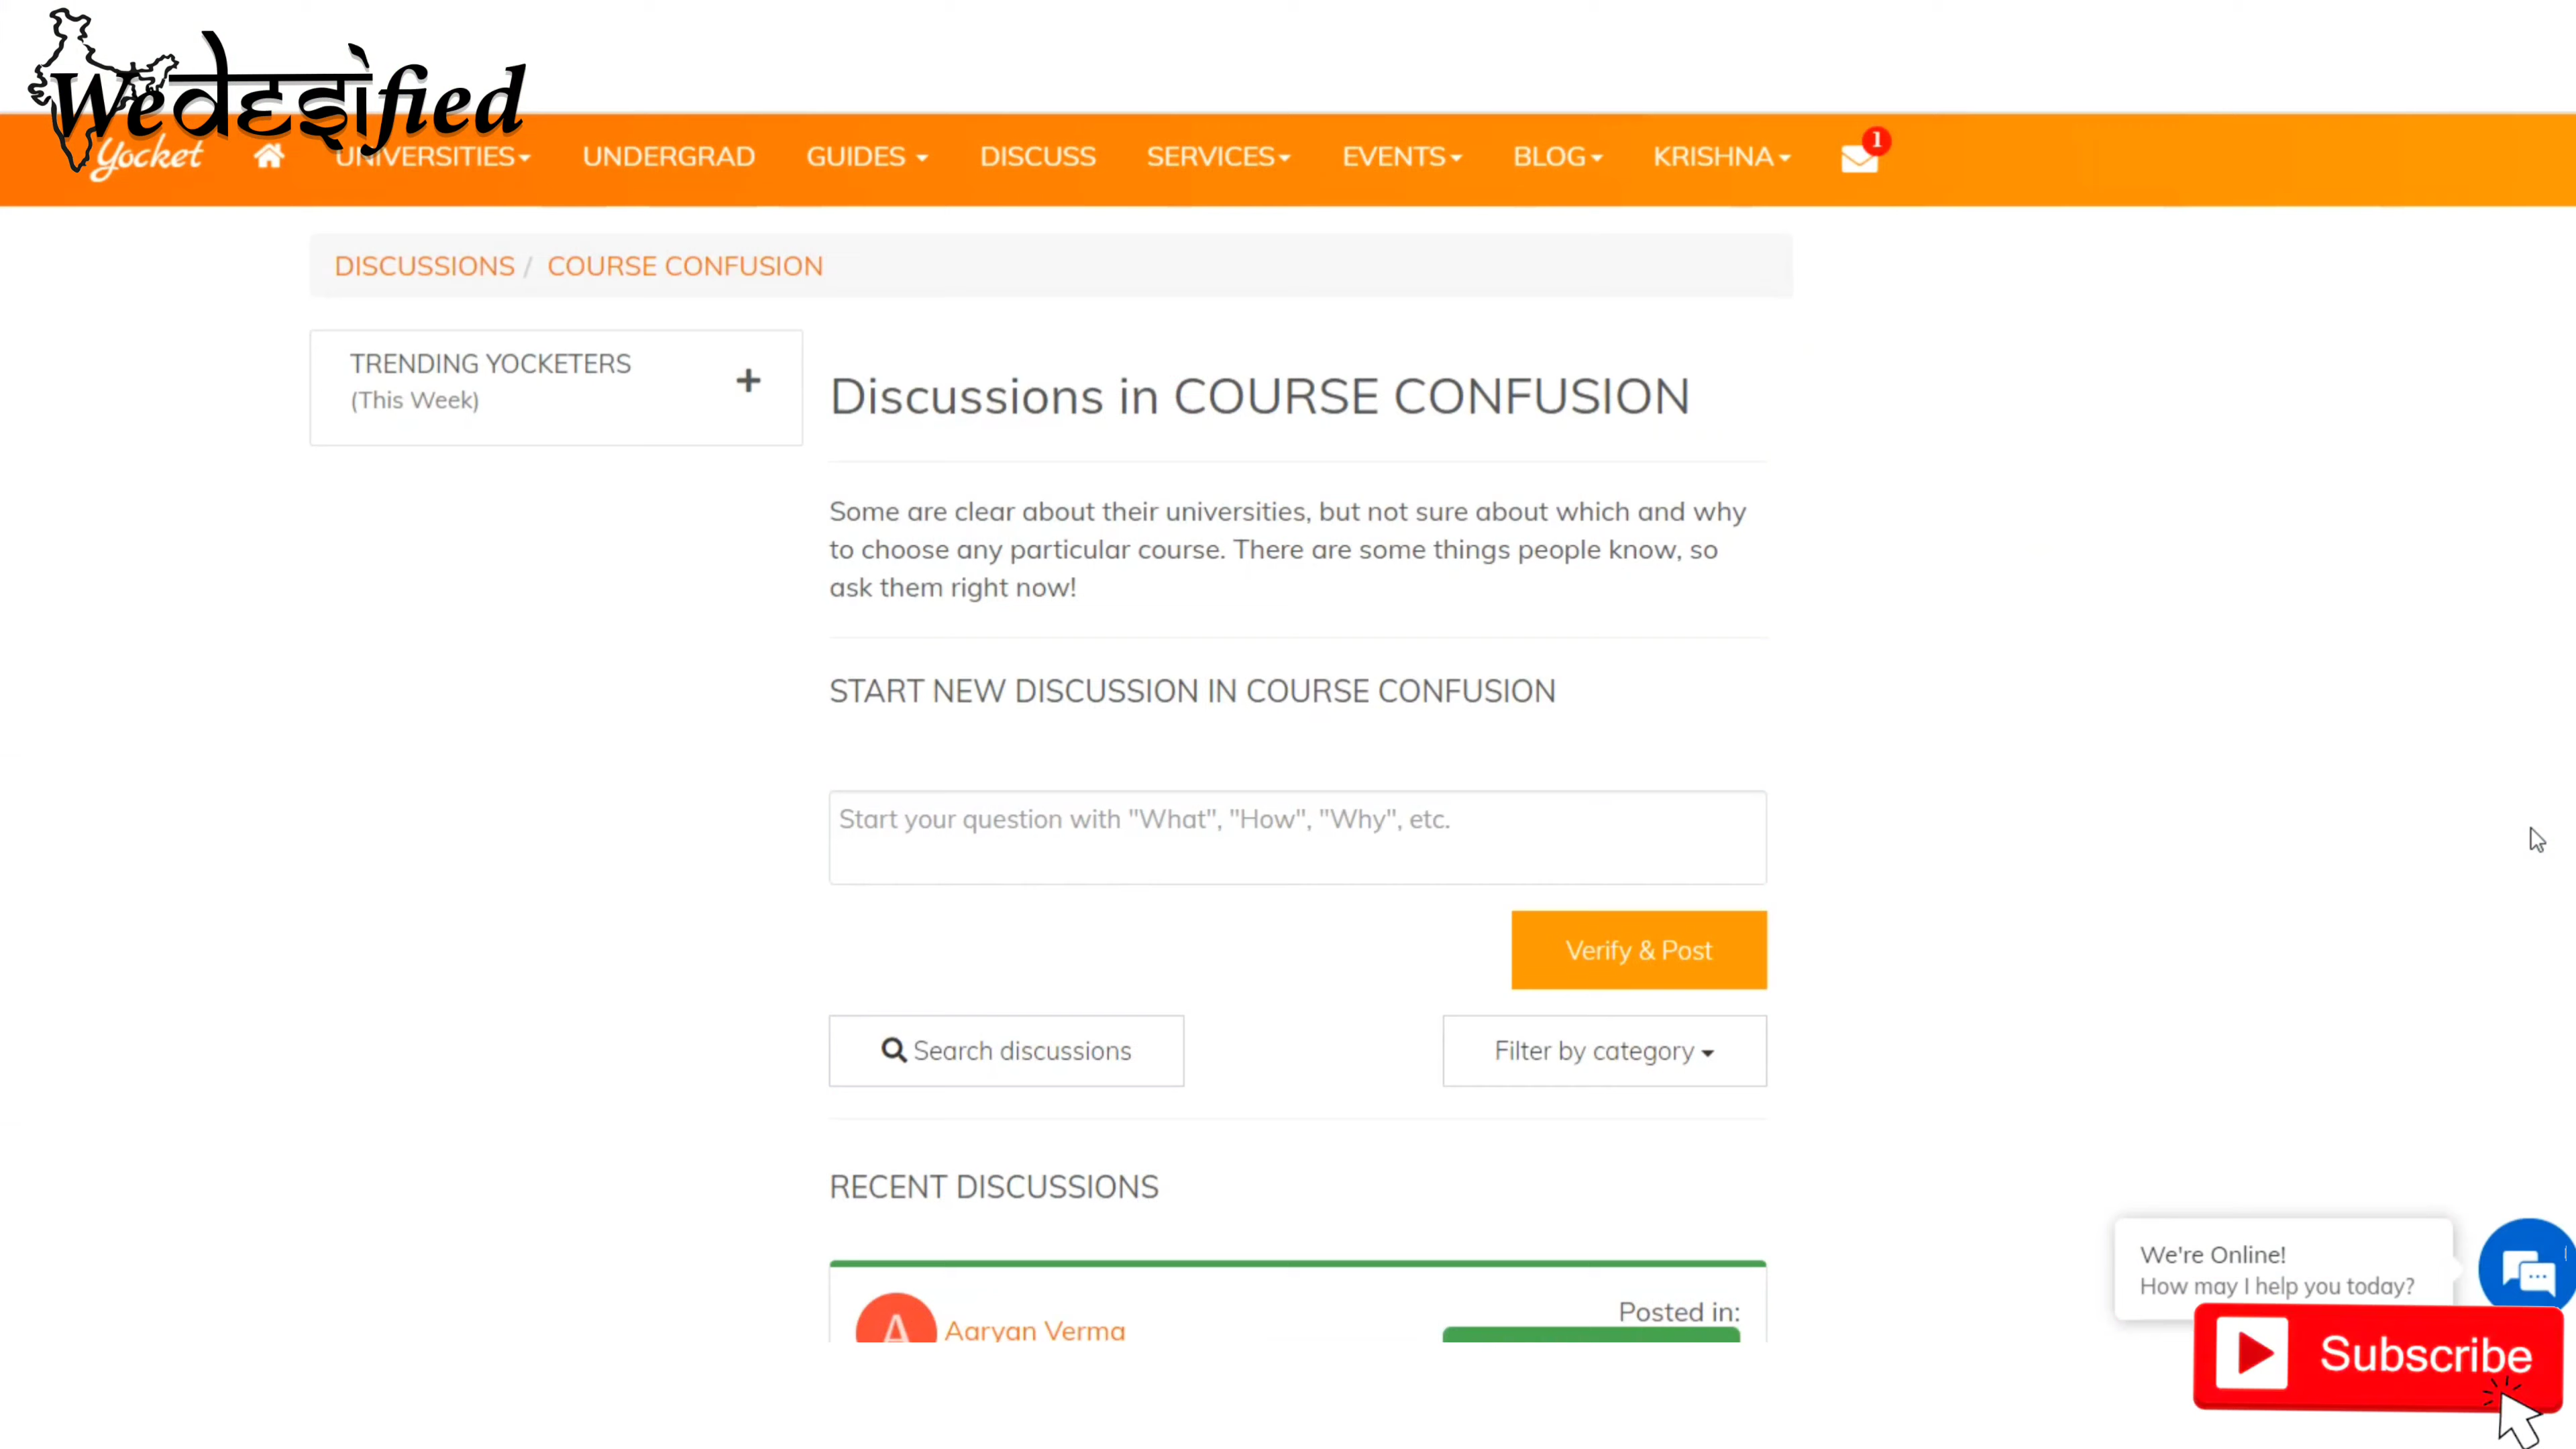 Weदेसीfied
Yocket
UNIVERSITIES
UNDERGRAD
GUIDES
DISCUSS
SERVICES
EVENTS
BLOG
KRISHNA
1
DISCUSSIONS / COURSE CONFUSION
TRENDING YOCKETERS
(This Week)
Discussions in COURSE CONFUSION
Some are clear about their universities, but not sure about which and why
to choose any particular course. There are some things people know, so
ask them right now!
START NEW DISCUSSION IN COURSE CONFUSION
Start your question with "What", "How", "Why", etc.
Verify & Post
Search discussions
Filter by category
RECENT DISCUSSIONS
A
Aaryan Verma
Posted in:
We're Online!
How may I help you today?
Subscribe